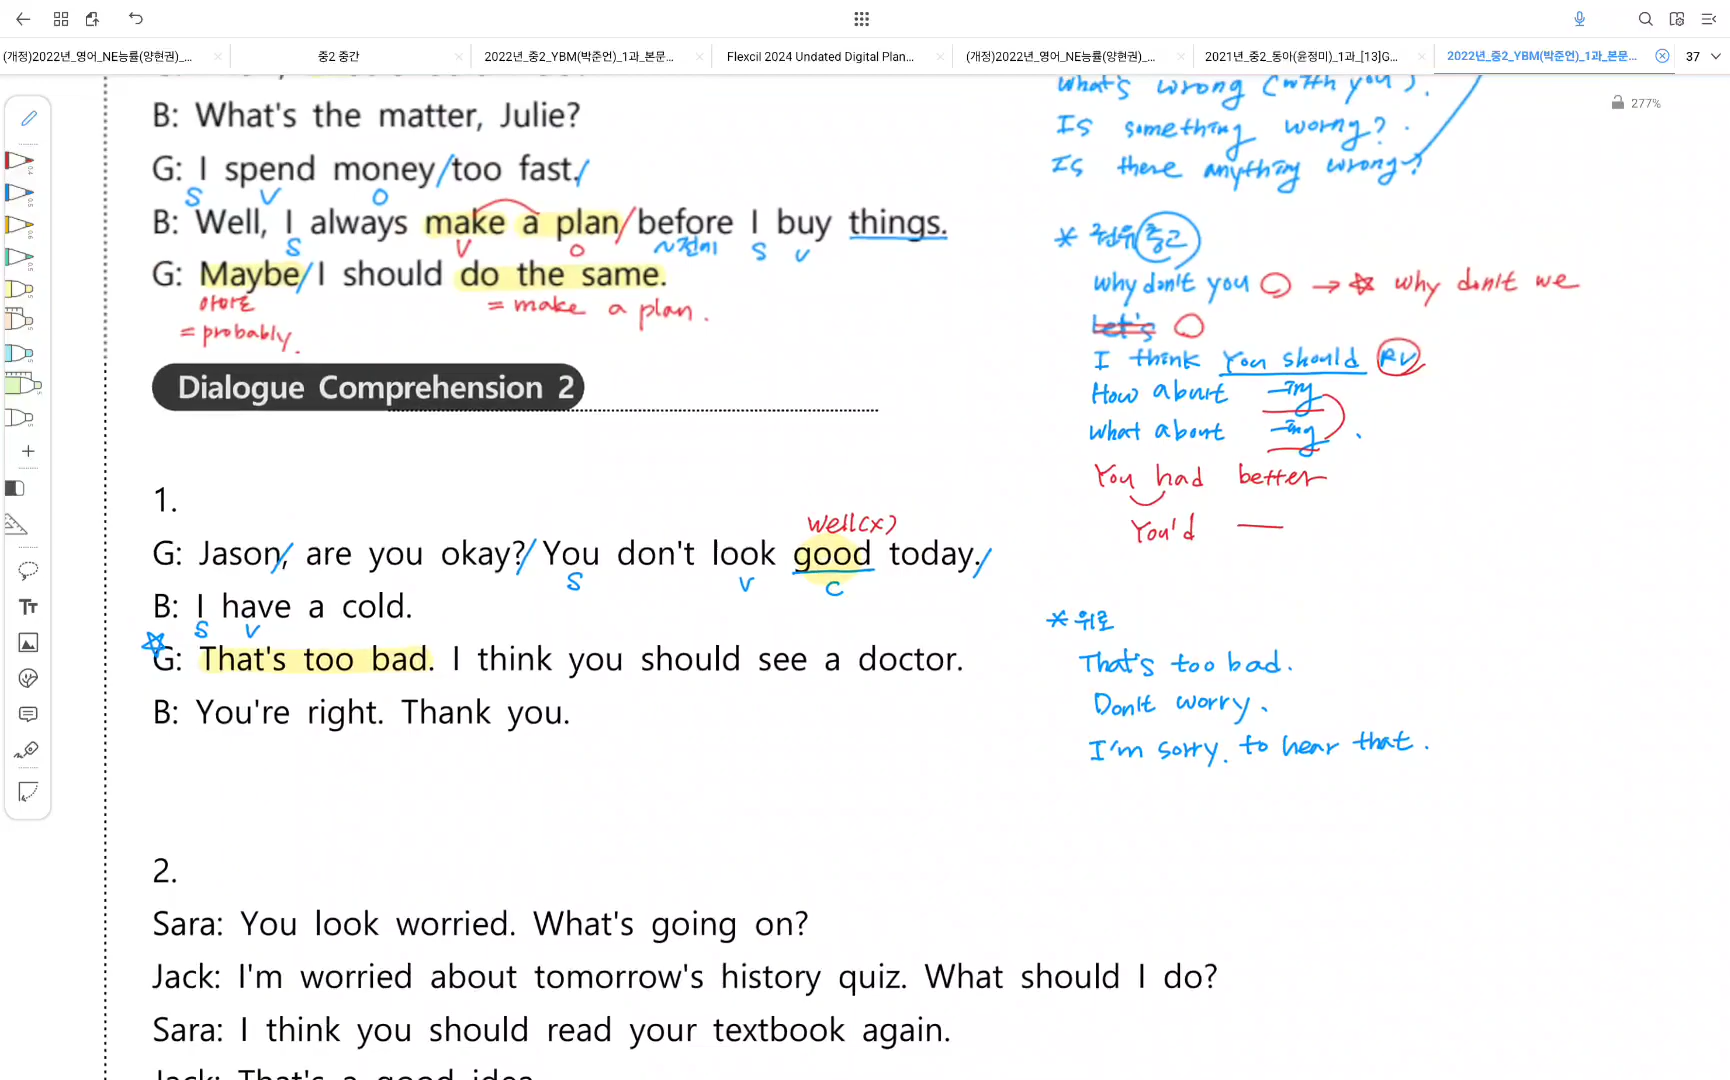 (개정)2022년_영어_NE능률(양현권)_...
중2 중간
2022년_중2_YBM(박준언)_1과_본문...
Flexcil 2024 Undated Digital Plan...
(개정)2022년_영어_NE능률(양현권)_...
2021년_중2_동아(윤정미)_1과_[13]G...
2022년_중2_YBM(박준언)_1과_본문...
37
277%
B: What's the matter, Julie?
G: I spend money/too fast./
S V O
B: Well, I always make a plan/before I buy things.
S V O ~전에 S V
G: Maybe/I should do the same.
아마도 = make a plan.
= probably.
Dialogue Comprehension 2
1.
well(x)
G: Jason/, are you okay?/You don't look good today./
S V C
B: I have a cold.
S V
G: That's too bad. I think you should see a doctor.
B: You're right. Thank you.
2.
Sara: You look worried. What's going on?
Jack: I'm worried about tomorrow's history quiz. What should I do?
Sara: I think you should read your textbook again.
Jack: That's a good idea.
what's wrong (with you).
Is something worng?.
Is there anything wrong?
* 권유 충고
why don't you → ☆ why don't we
Let's
I think You should RV
How about -ing
What about -ing.
You had better
You'd —
* 위로
That's too bad.
Don't worry.
I'm sorry. to hear that.
Tт